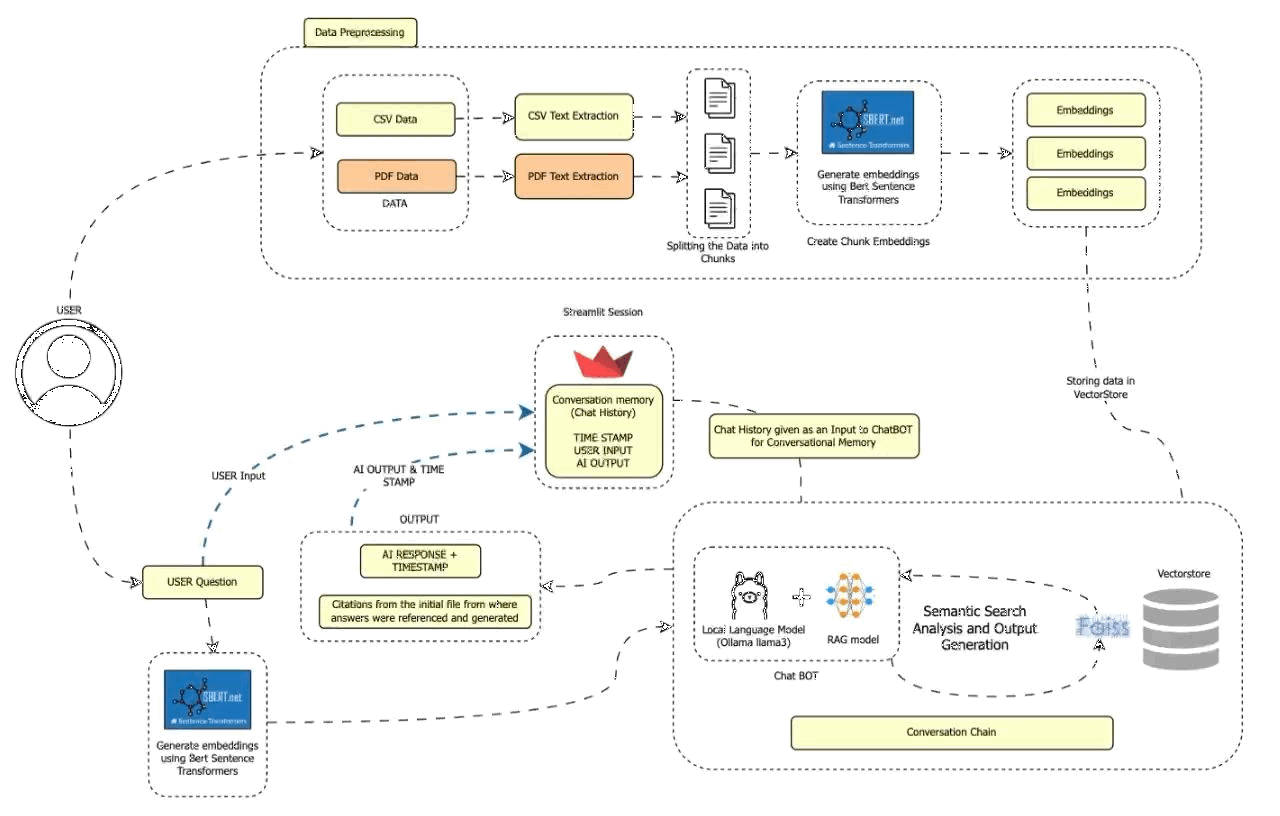 Data Preprocessing
CSV Data
PDF Data
DATA
CSV Text Extraction
PDF Text Extraction
Splitting the Data into
Chunks
SBERT.net
Sentence-Transformers
Generate embeddings
using Bert Sentence
Transformers
Create Chunk Embeddings
Embeddings
Embeddings
Embeddings
USER
Streamlit Session
Conversation memory
(Chat History)
TIME STAMP
USER INPUT
AI OUTPUT
Storing data in
VectorStore
Chat History given as an Input to ChatBOT
for Conversational Memory
USER Input
AI OUTPUT & TIME
STAMP
OUTPUT
AI RESPONSE +
TIMESTAMP
Citations from the initial file from where
answers were referenced and generated
USER Question
SBERT.net
Sentence-Transformers
Generate embeddings
using Bert Sentence
Transformers
Local Language Model
(Ollama llama3)
+
RAG model
Chat BOT
Semantic Search
Analysis and Output
Generation
Faiss
Vectorstore
Conversation Chain